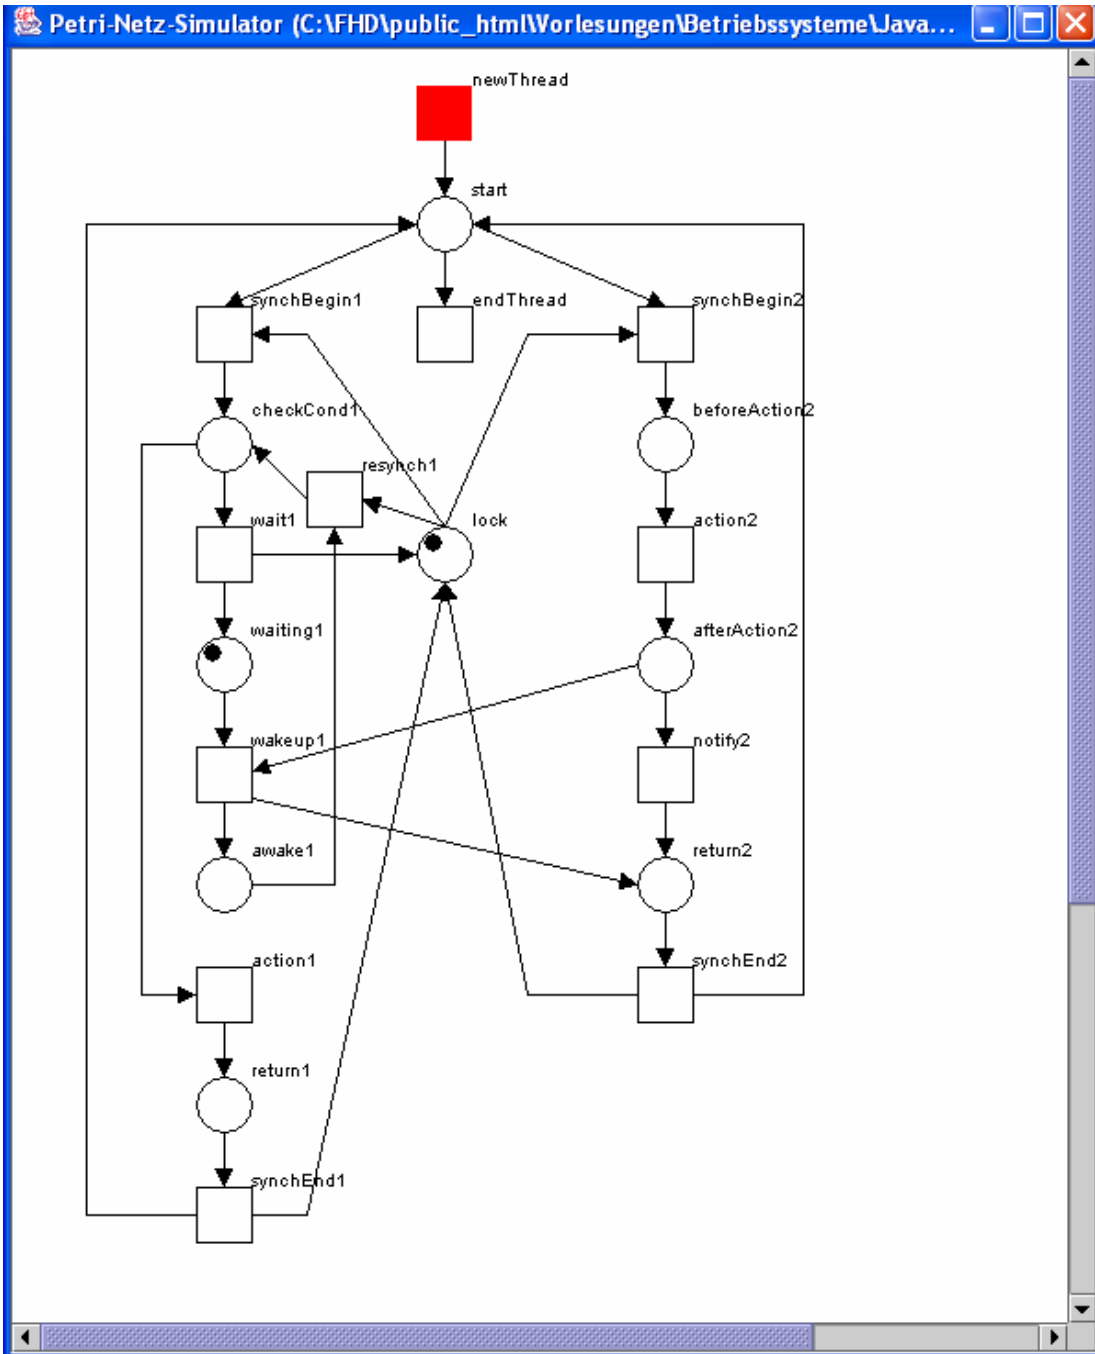 Petri-Netz-Simulator (C:\FHD\public_html\Vorlesungen\Betriebssysteme\Java...
newThread
start
synchBegin1
endThread
synchBegin2
checkCond1
beforeAction2
resynch1
wait1
lock
action2
waiting1
afterAction2
wakeup1
notify2
awake1
return2
action1
synchEnd2
return1
synchEnd1